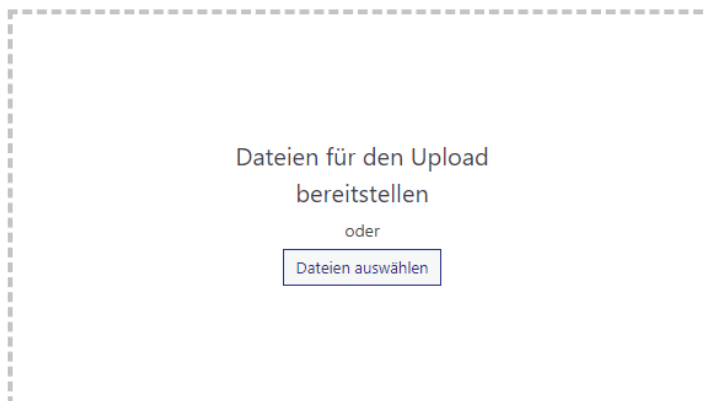 Dateien für den Upload
bereitstellen
oder
Dateien auswählen